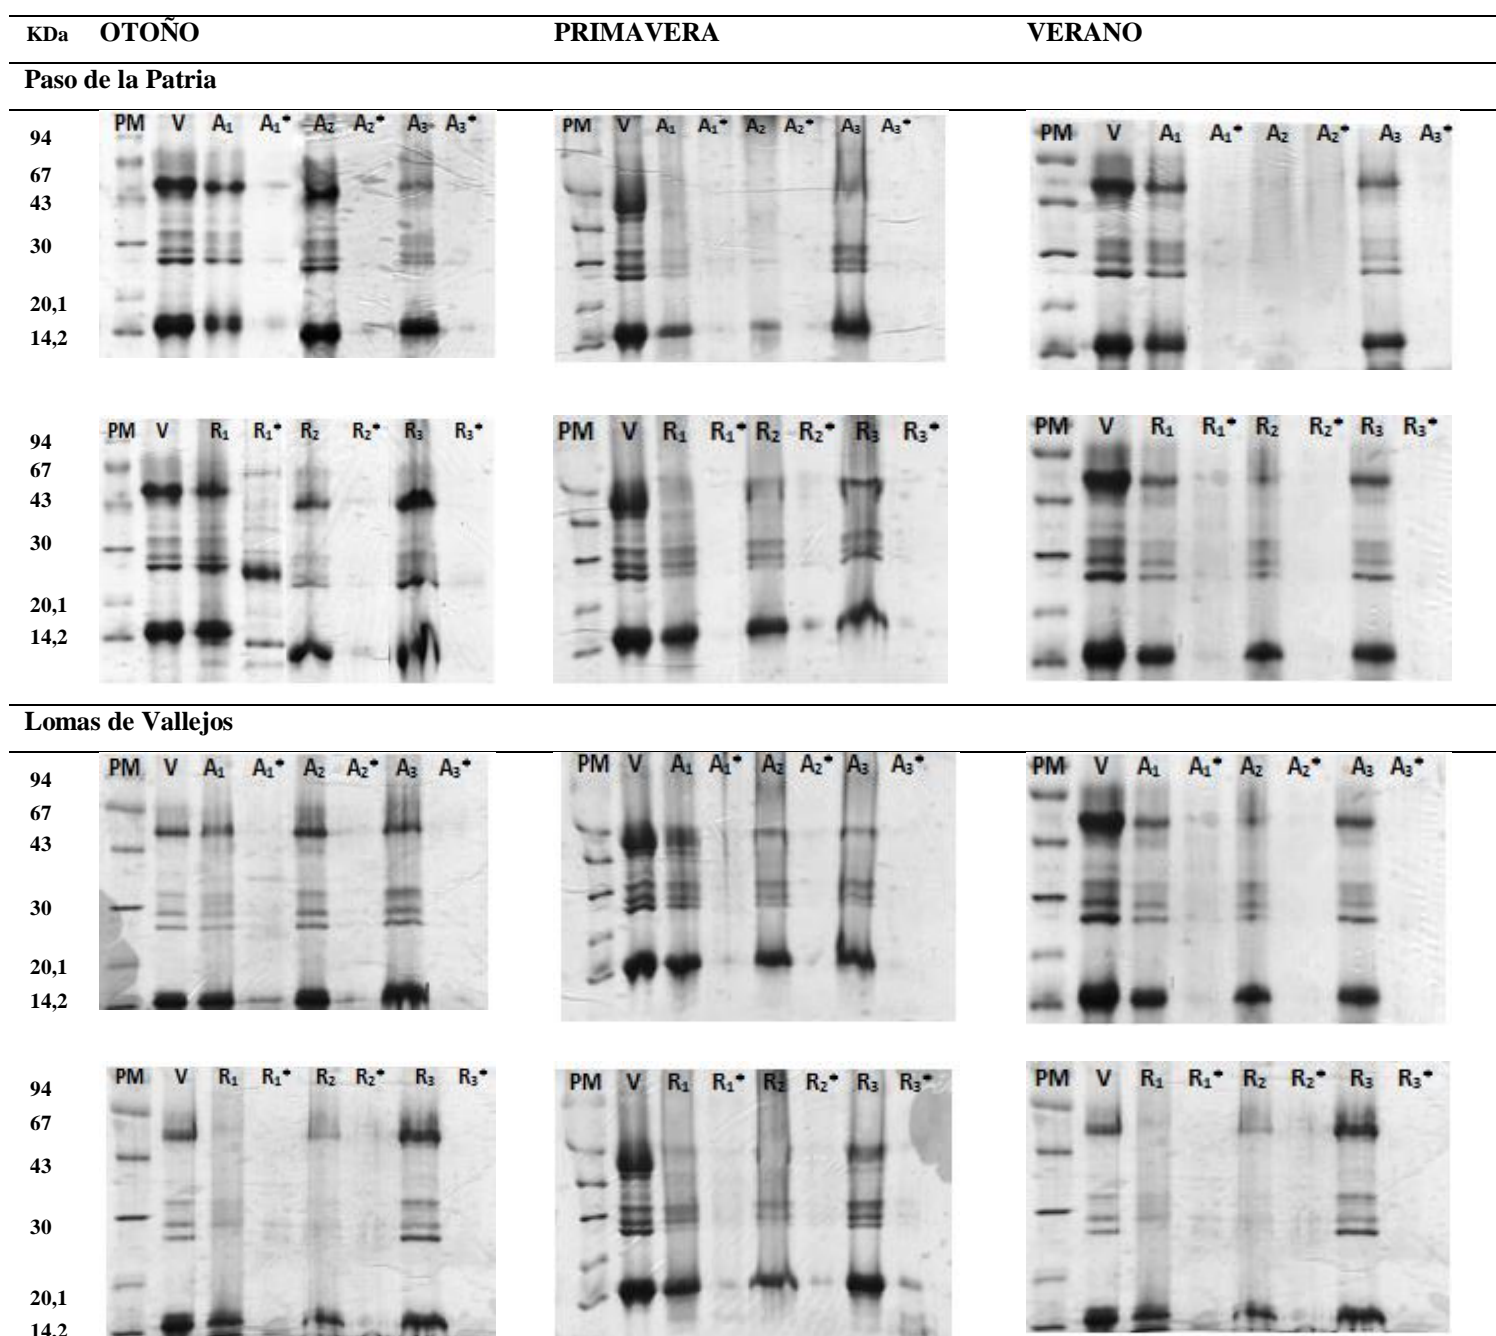 KDa OTOÑO PRIMAVERA VERANO
Paso de la Patria
PM V A₁ A₁* A₂ A₂* A₃ A₃*
PM V A₁ A₁* A₂ A₂* A₃ A₃*
PM V A₁ A₁* A₂ A₂* A₃ A₃*
94
67
43
30
20,1
14,2
PM V R₁ R₁* R₂ R₂* R₃ R₃*
PM V R₁ R₁* R₂ R₂* R₃ R₃*
PM V R₁ R₁* R₂ R₂* R₃ R₃*
94
67
43
30
20,1
14,2
Lomas de Vallejos
PM V A₁ A₁* A₂ A₂* A₃ A₃*
PM V A₁ A₁* A₂ A₂* A₃ A₃*
PM V A₁ A₁* A₂ A₂* A₃ A₃*
94
67
43
30
20,1
14,2
PM V R₁ R₁* R₂ R₂* R₃ R₃*
PM V R₁ R₁* R₂ R₂* R₃ R₃*
PM V R₁ R₁* R₂ R₂* R₃ R₃*
94
67
43
30
20,1
14,2